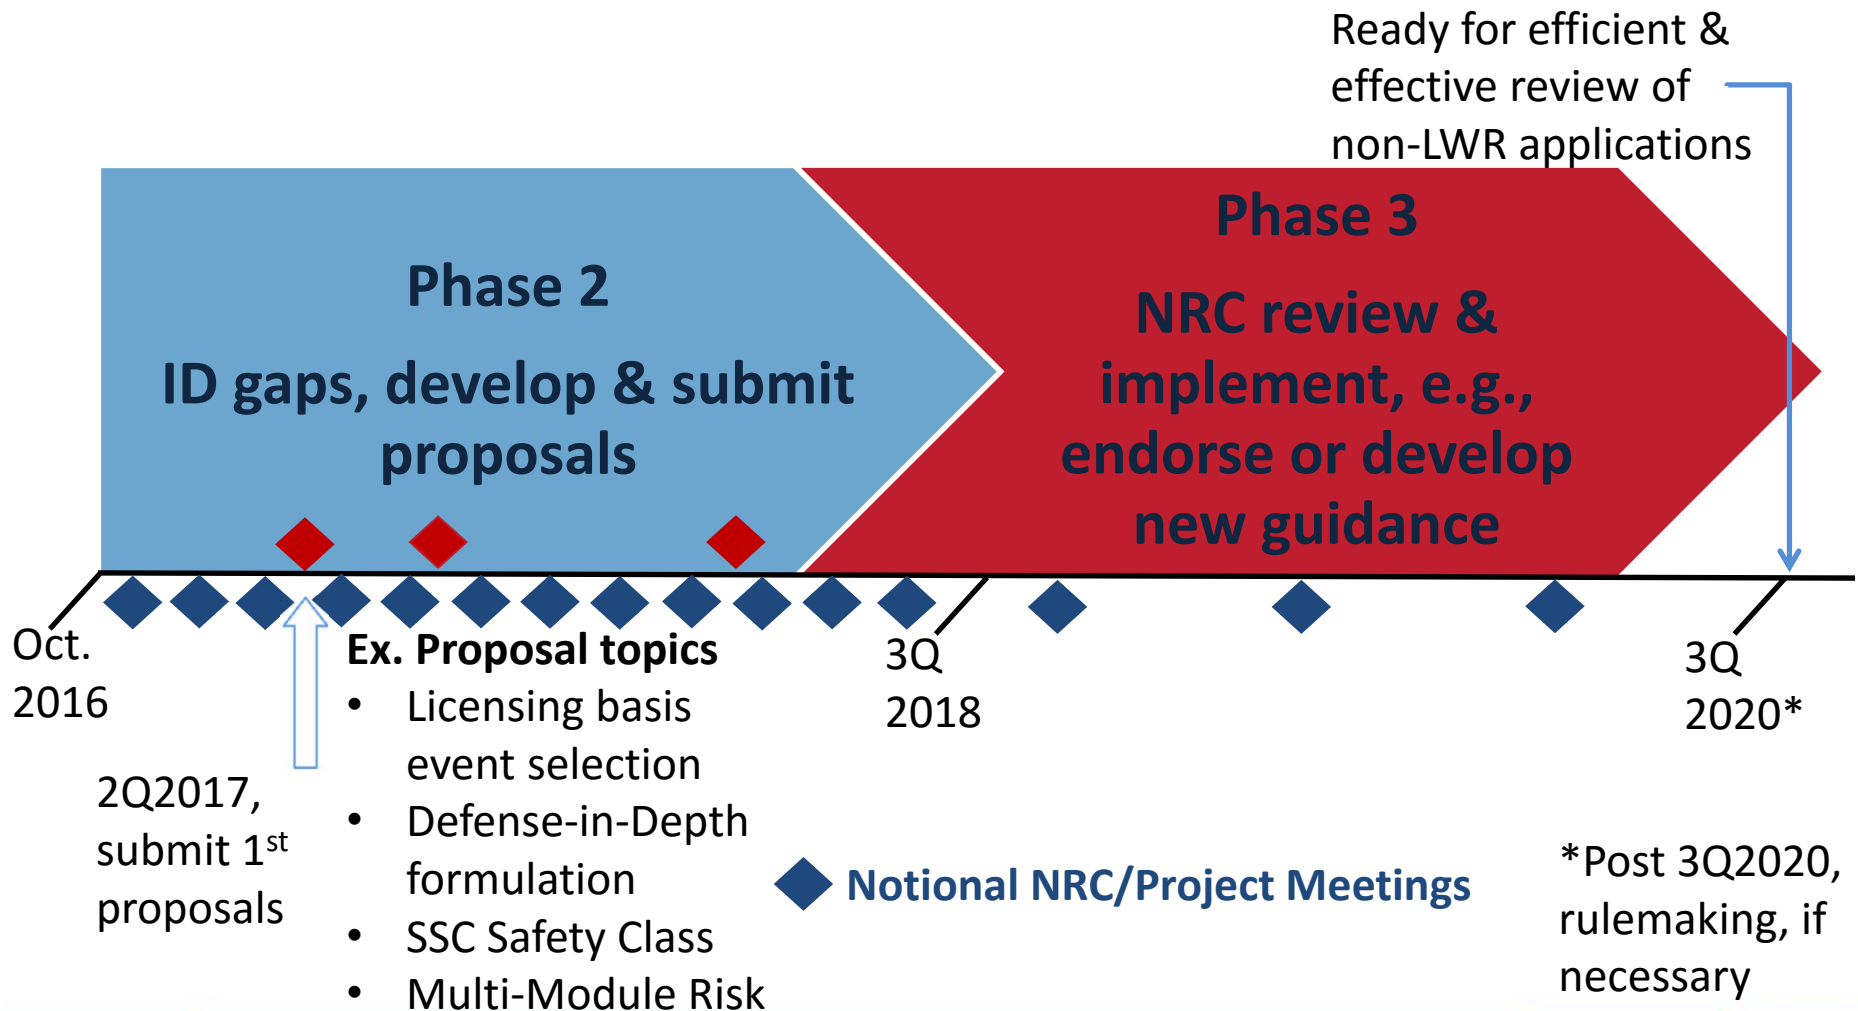 Ready for efficient &
effective review of
non-LWR applications
Phase 2
ID gaps, develop & submit
proposals
Phase 3
NRC review &
implement, e.g.,
endorse or develop
new guidance
Oct.
2016
3Q
2018
3Q
2020*
2Q2017,
submit 1st
proposals
Ex. Proposal topics
• Licensing basis
event selection
• Defense-in-Depth
formulation
• SSC Safety Class
• Multi-Module Risk
Notional NRC/Project Meetings
*Post 3Q2020,
rulemaking, if
necessary